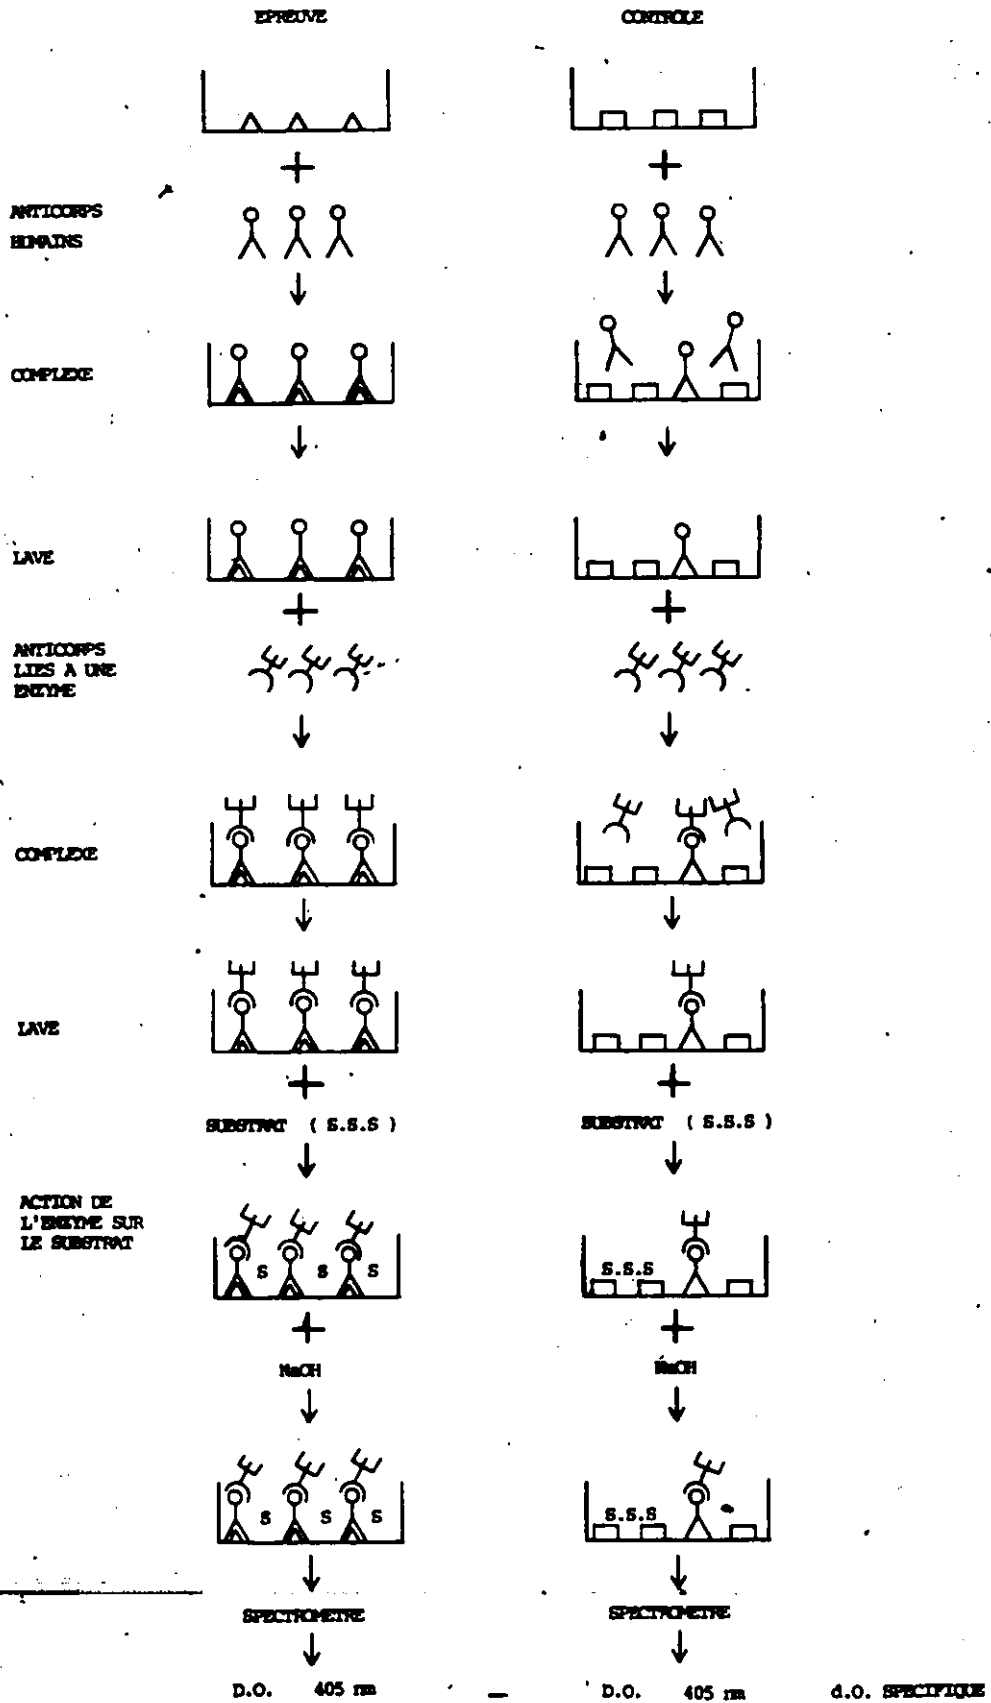 EPREUVE CONTROLE
ANTICORPS
HUMAINS
COMPLEXE
LAVE
ANTICORPS
LIES A UNE
ENZYME
COMPLEXE
LAVE
SUBSTRAT ( S.S.S ) SUBSTRAT ( S.S.S )
ACTION DE
L'ENZYME SUR
LE SUBSTRAT
S S S S.S.S
NaOH NaOH
S S S S.S.S
SPECTROMETRE SPECTROMETRE
D.O. 405 nm — D.O. 405 nm d.O. SPECIFIQUE